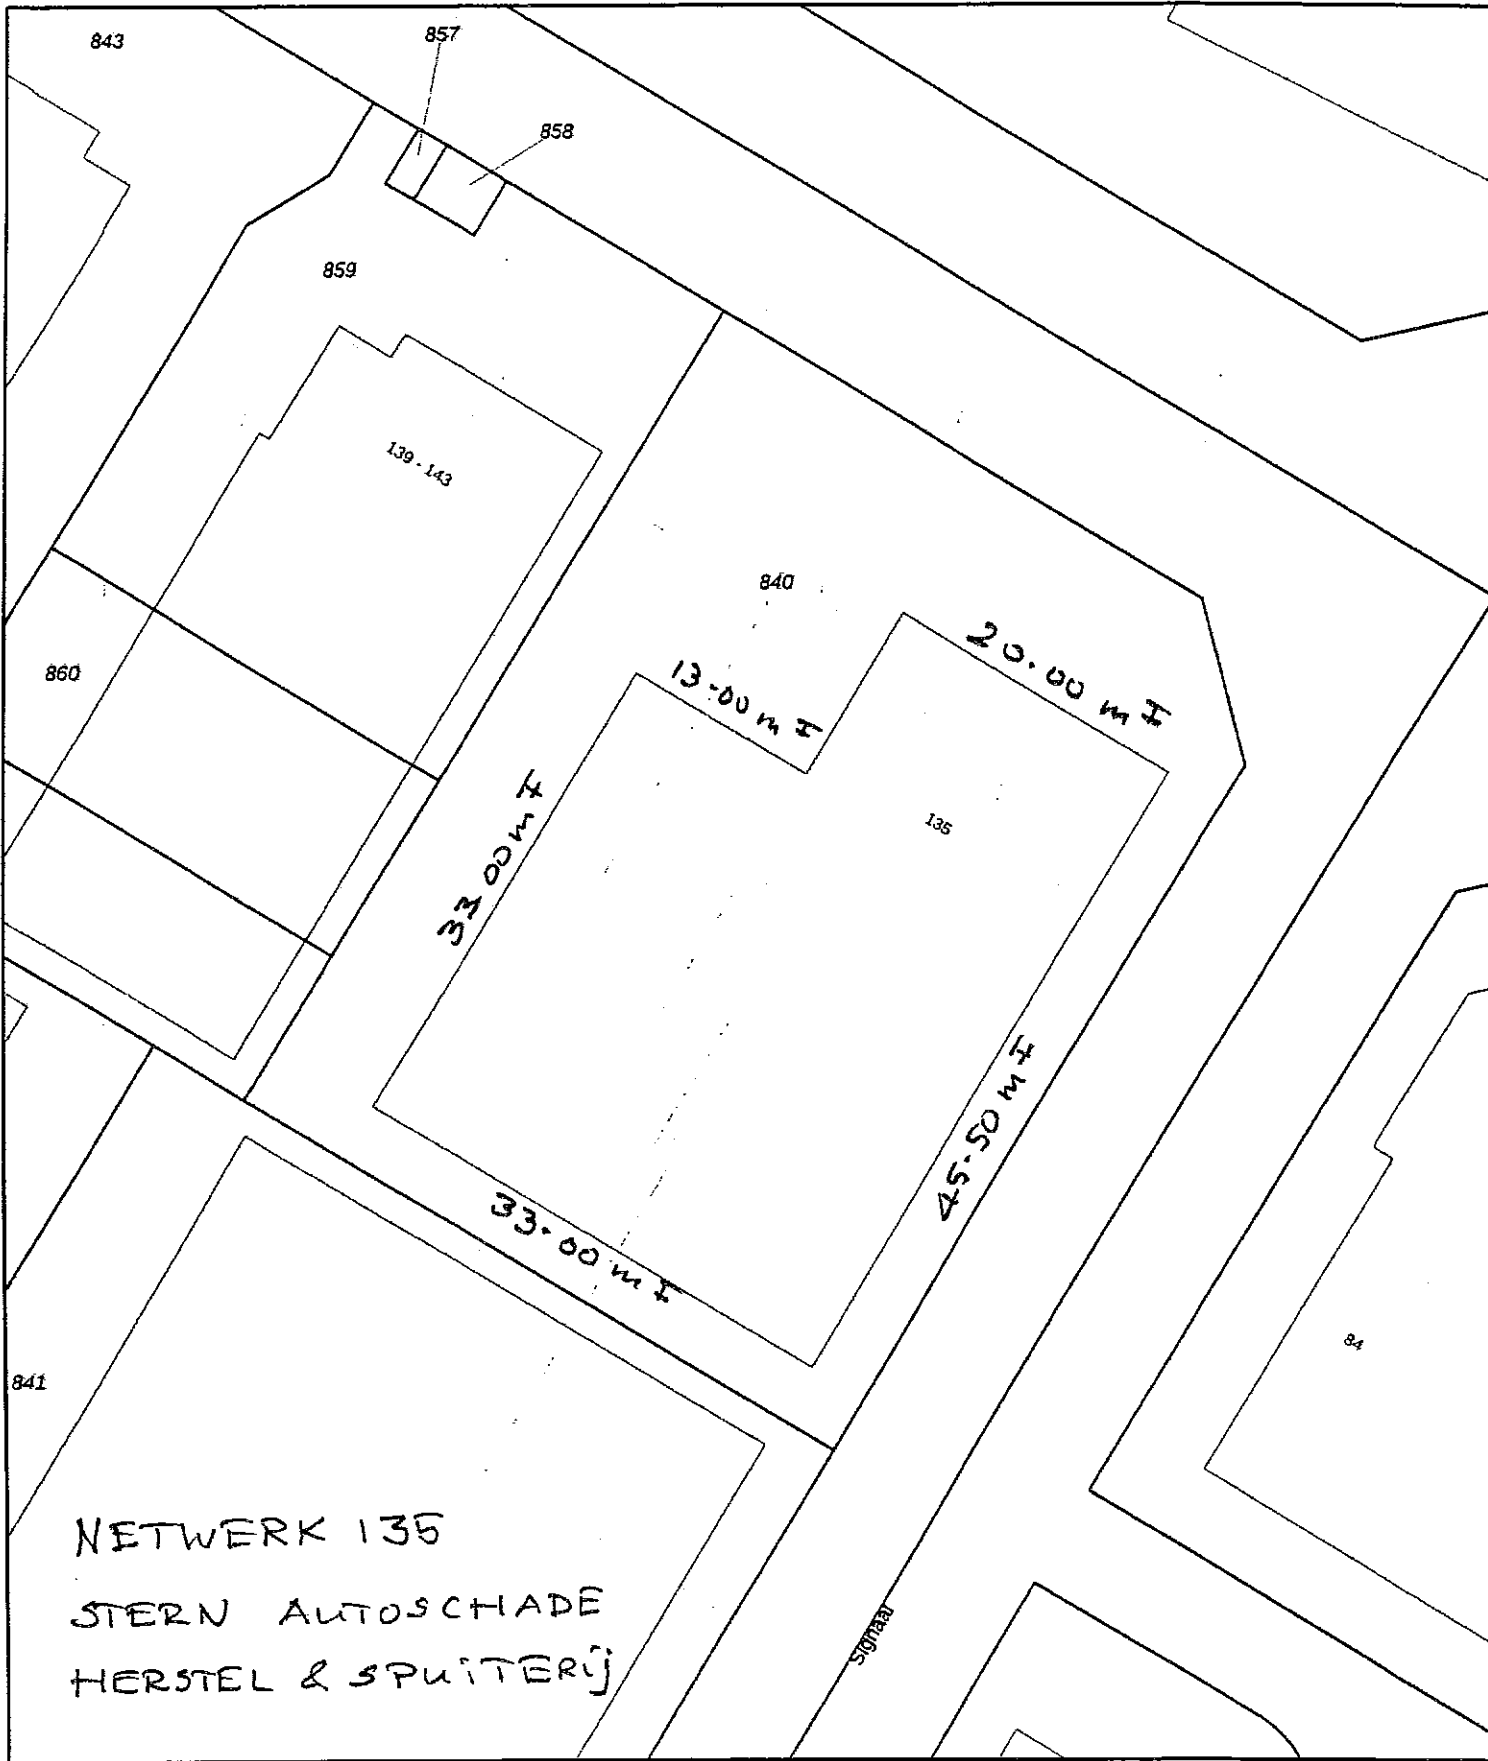 843
857
858
859
139-143
840
860
20.00 m ±
13.00 m ±
135
33 00 m ±
45.50 m ±
33.00 m ±
84
841
NETWERK 135
STERN AUTOSCHADE
HERSTEL & SPUITERIJ
Signaal